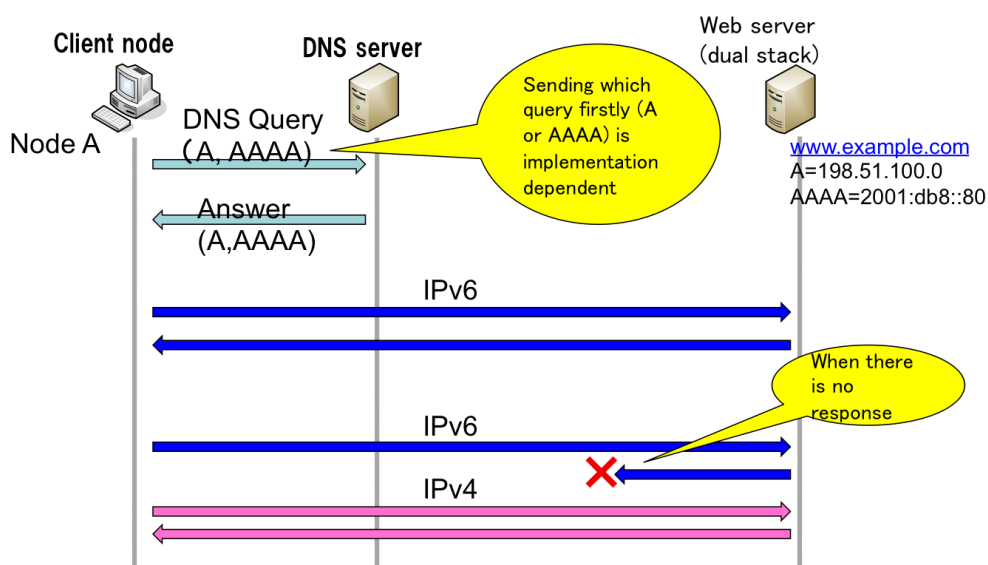 Client node
DNS server
Web server
(dual stack)
Node A
DNS Query
(A, AAAA)
Sending which
query firstly (A
or AAAA) is
implementation
dependent
www.example.com
A=198.51.100.0
AAAA=2001:db8::80
Answer
(A,AAAA)
IPv6
When there
is no
response
IPv6
IPv4